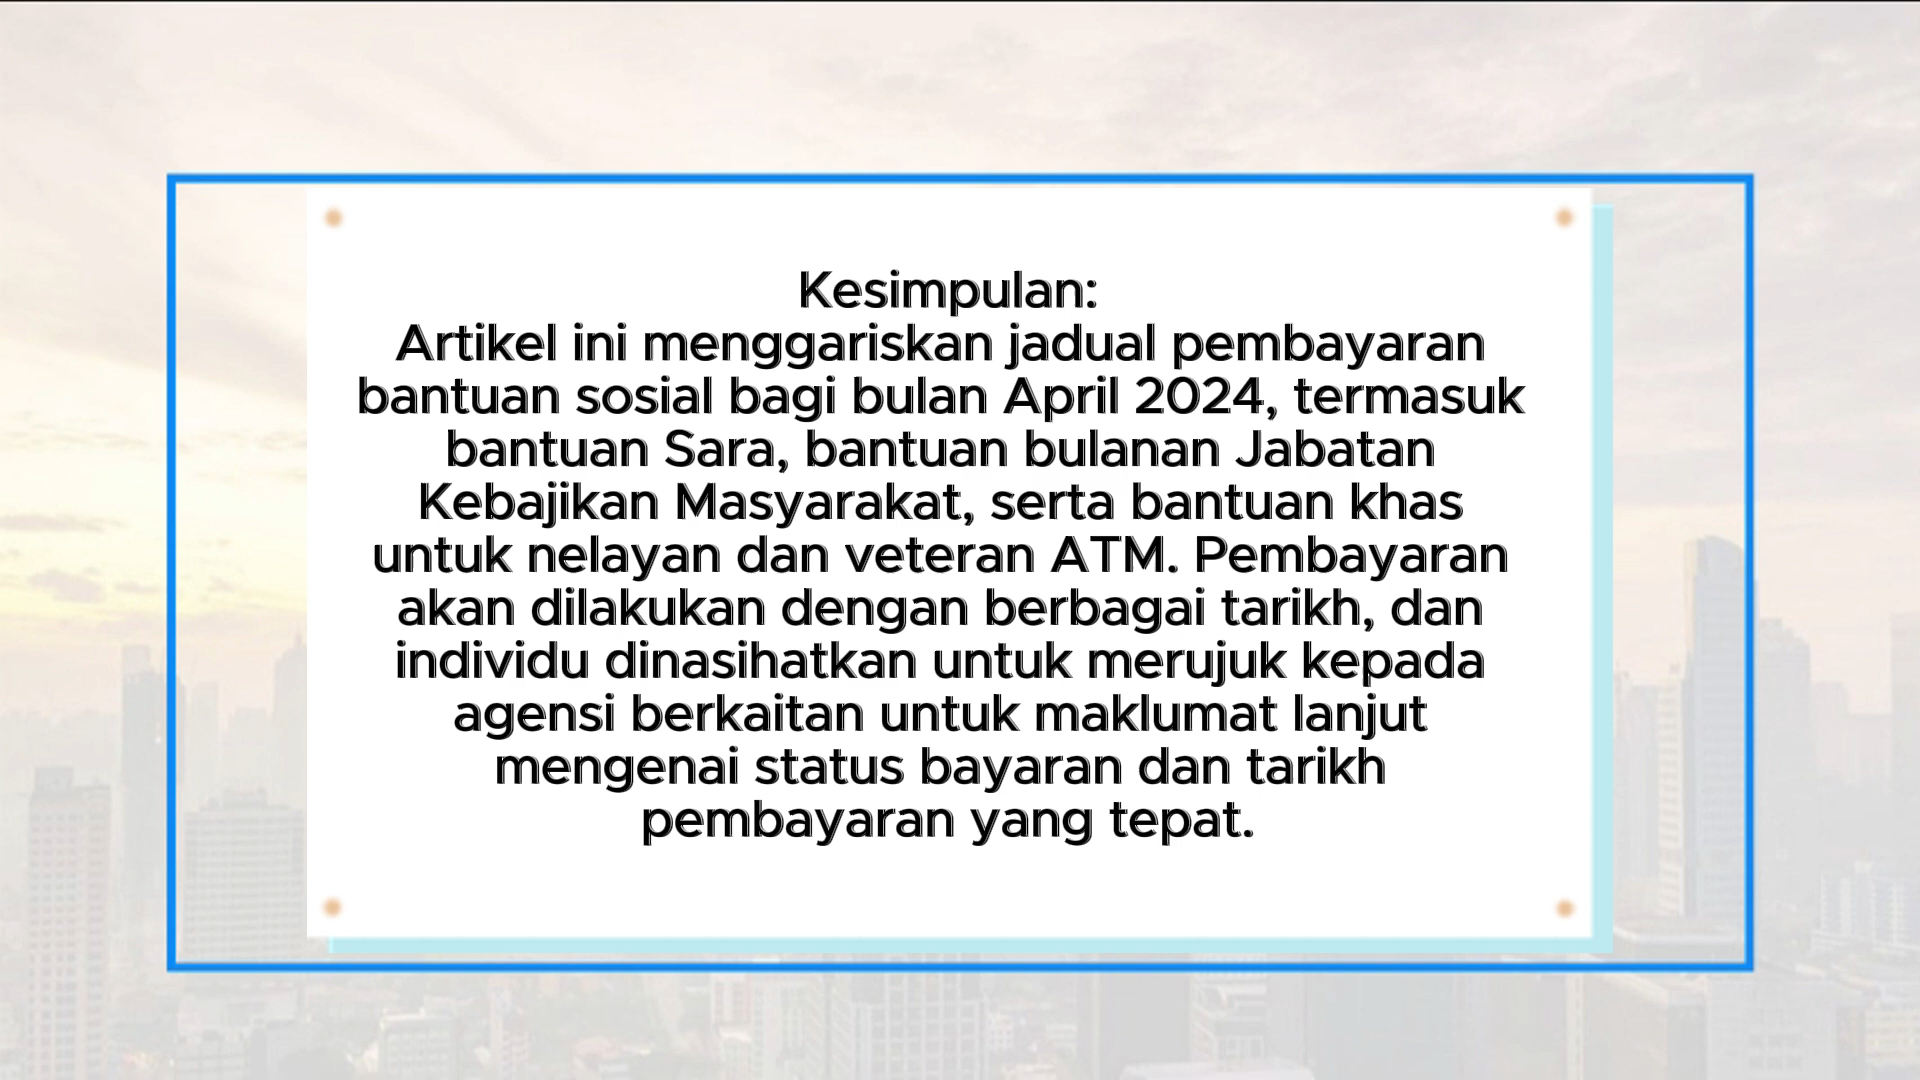 Kesimpulan:
Artikel ini menggariskan jadual pembayaran
bantuan sosial bagi bulan April 2024, termasuk
bantuan Sara, bantuan bulanan Jabatan
Kebajikan Masyarakat, serta bantuan khas
untuk nelayan dan veteran ATM. Pembayaran
akan dilakukan dengan berbagai tarikh, dan
individu dinasihatkan untuk merujuk kepada
agensi berkaitan untuk maklumat lanjut
mengenai status bayaran dan tarikh
pembayaran yang tepat.